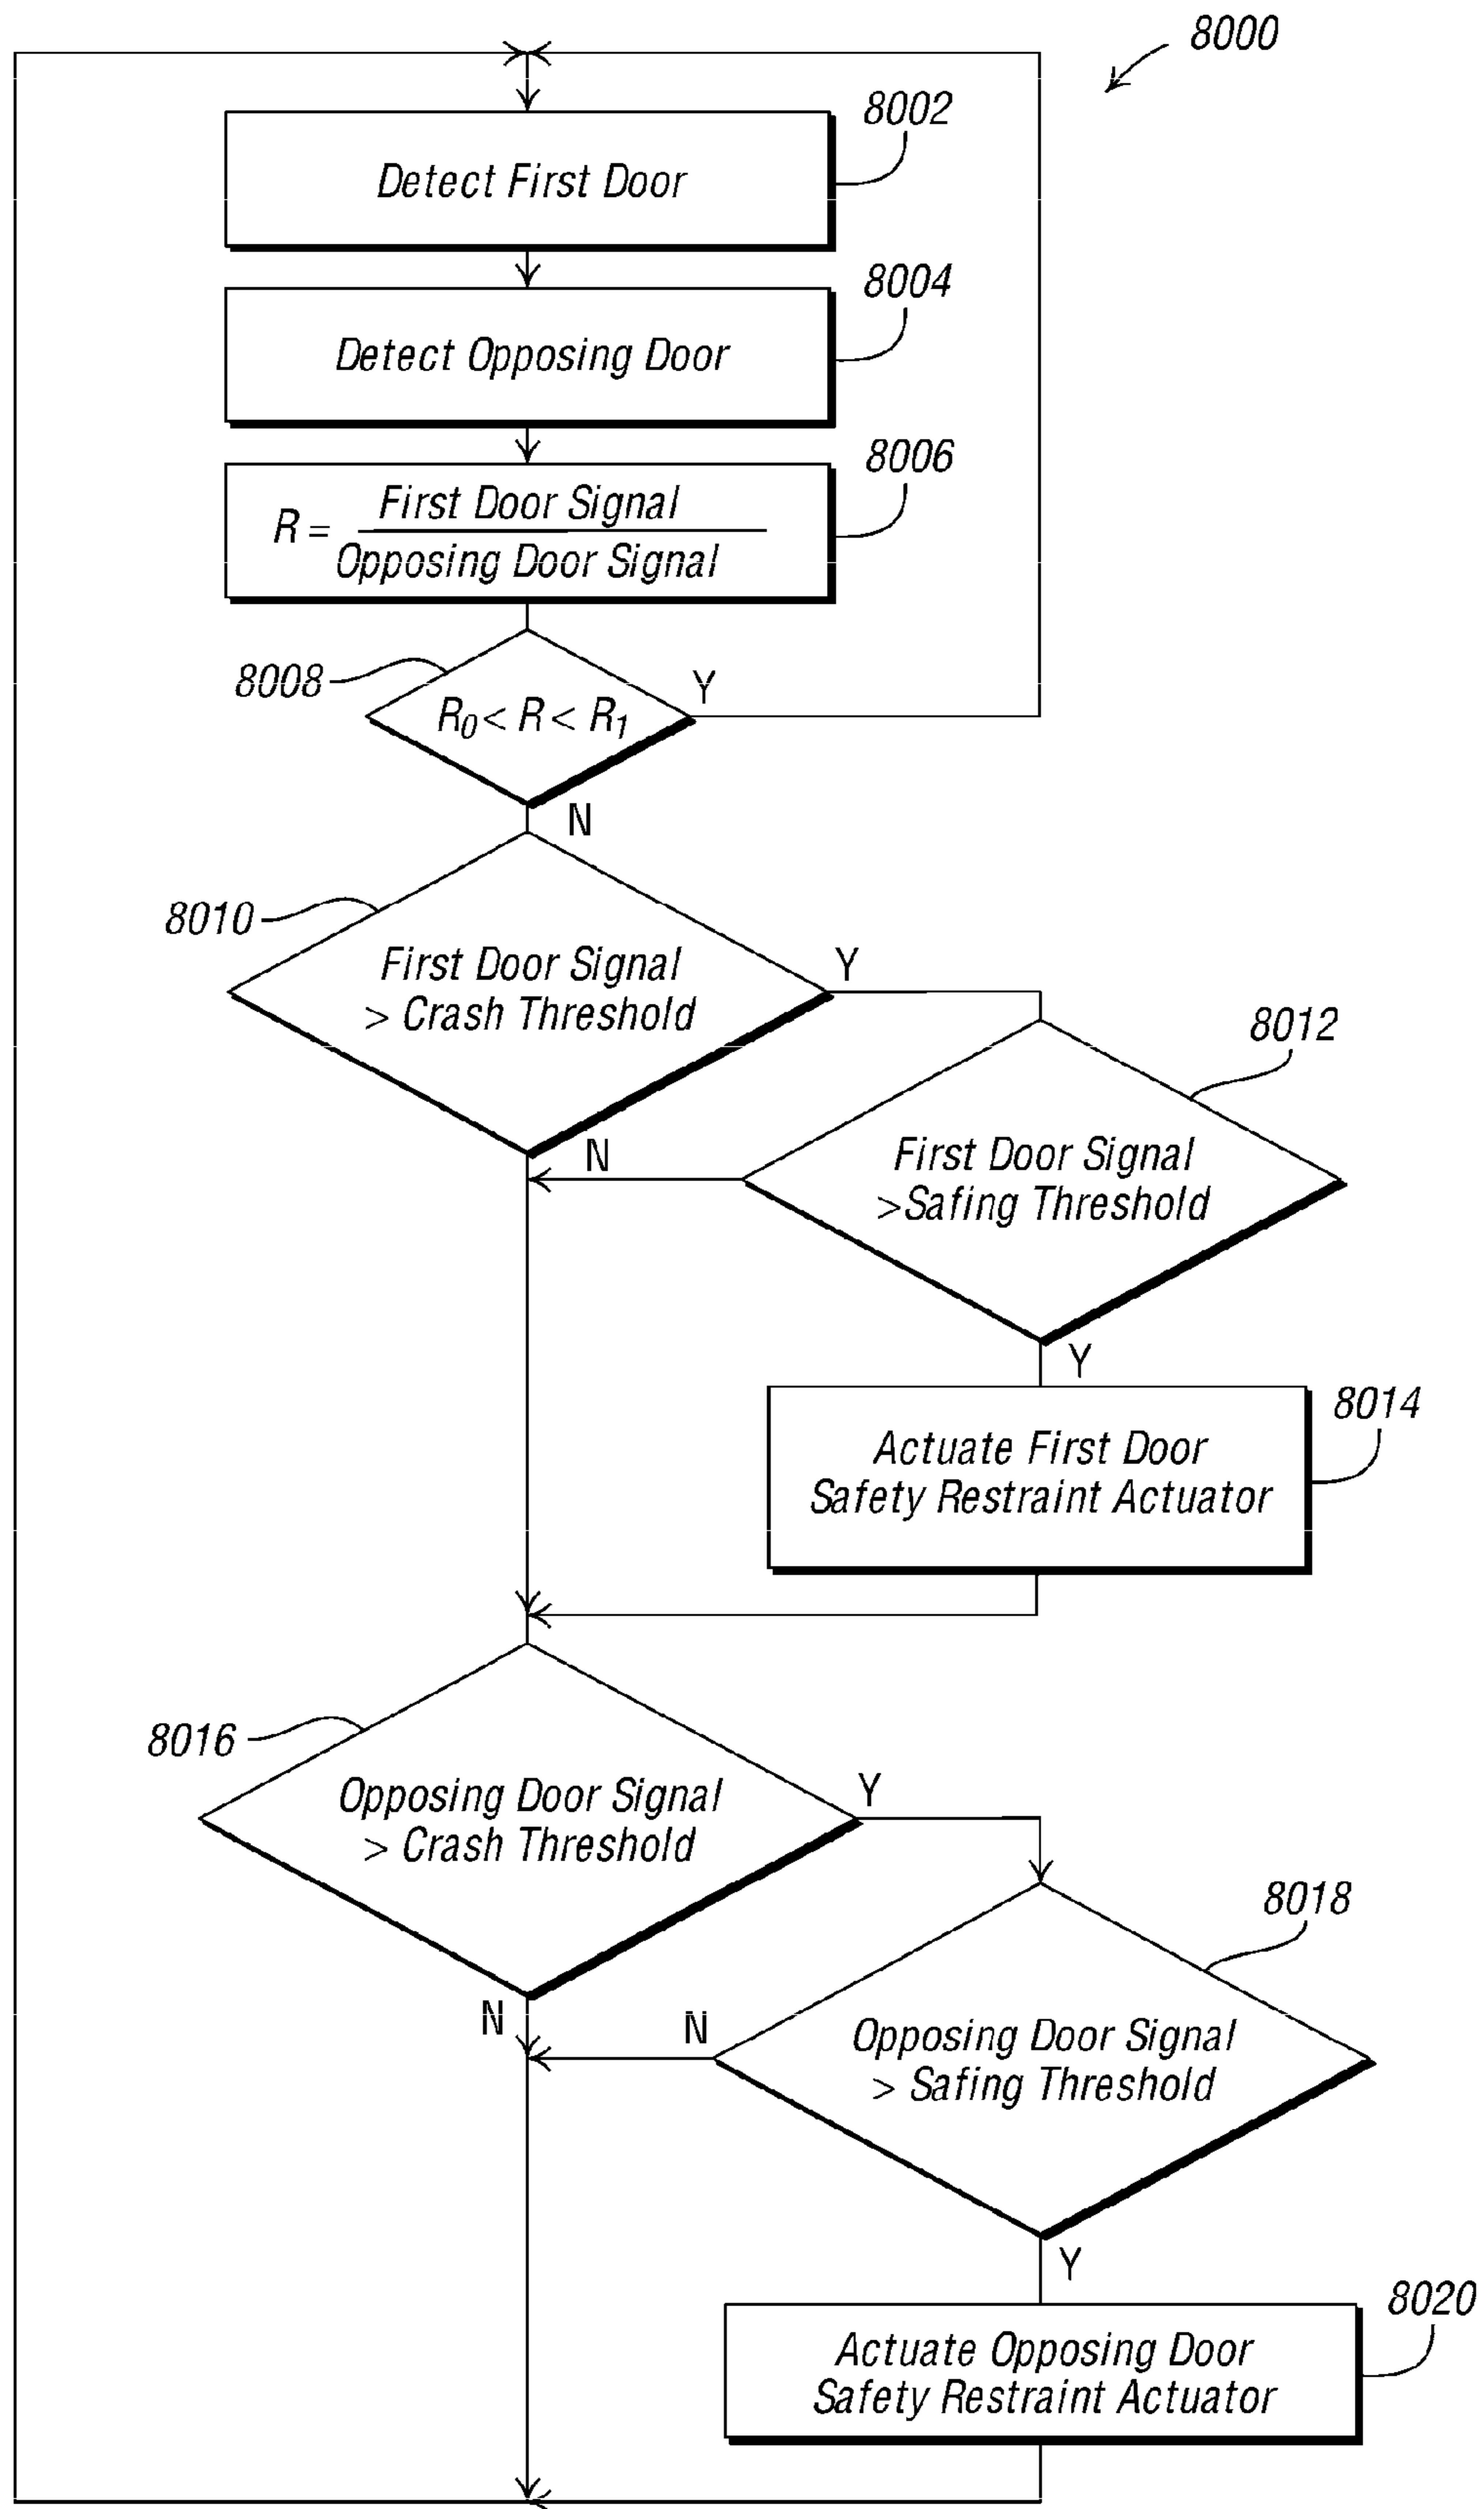 8000
8002
Detect First Door
8004
Detect Opposing Door
8006
R = First Door Signal
Opposing Door Signal
8008
R0 < R < R1
Y
N
8010
First Door Signal
> Crash Threshold
Y
8012
N
First Door Signal
>Safing Threshold
Y
8014
Actuate First Door
Safety Restraint Actuator
8016
Opposing Door Signal
> Crash Threshold
Y
8018
N
N
Opposing Door Signal
> Safing Threshold
Y
8020
Actuate Opposing Door
Safety Restraint Actuator